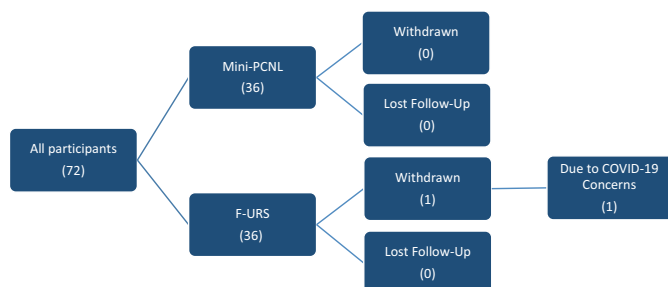 All participants
(72)
Mini-PCNL
(36)
Withdrawn
(0)
Lost Follow-Up
(0)
F-URS
(36)
Withdrawn
(1)
Due to COVID-19
Concerns
(1)
Lost Follow-Up
(0)